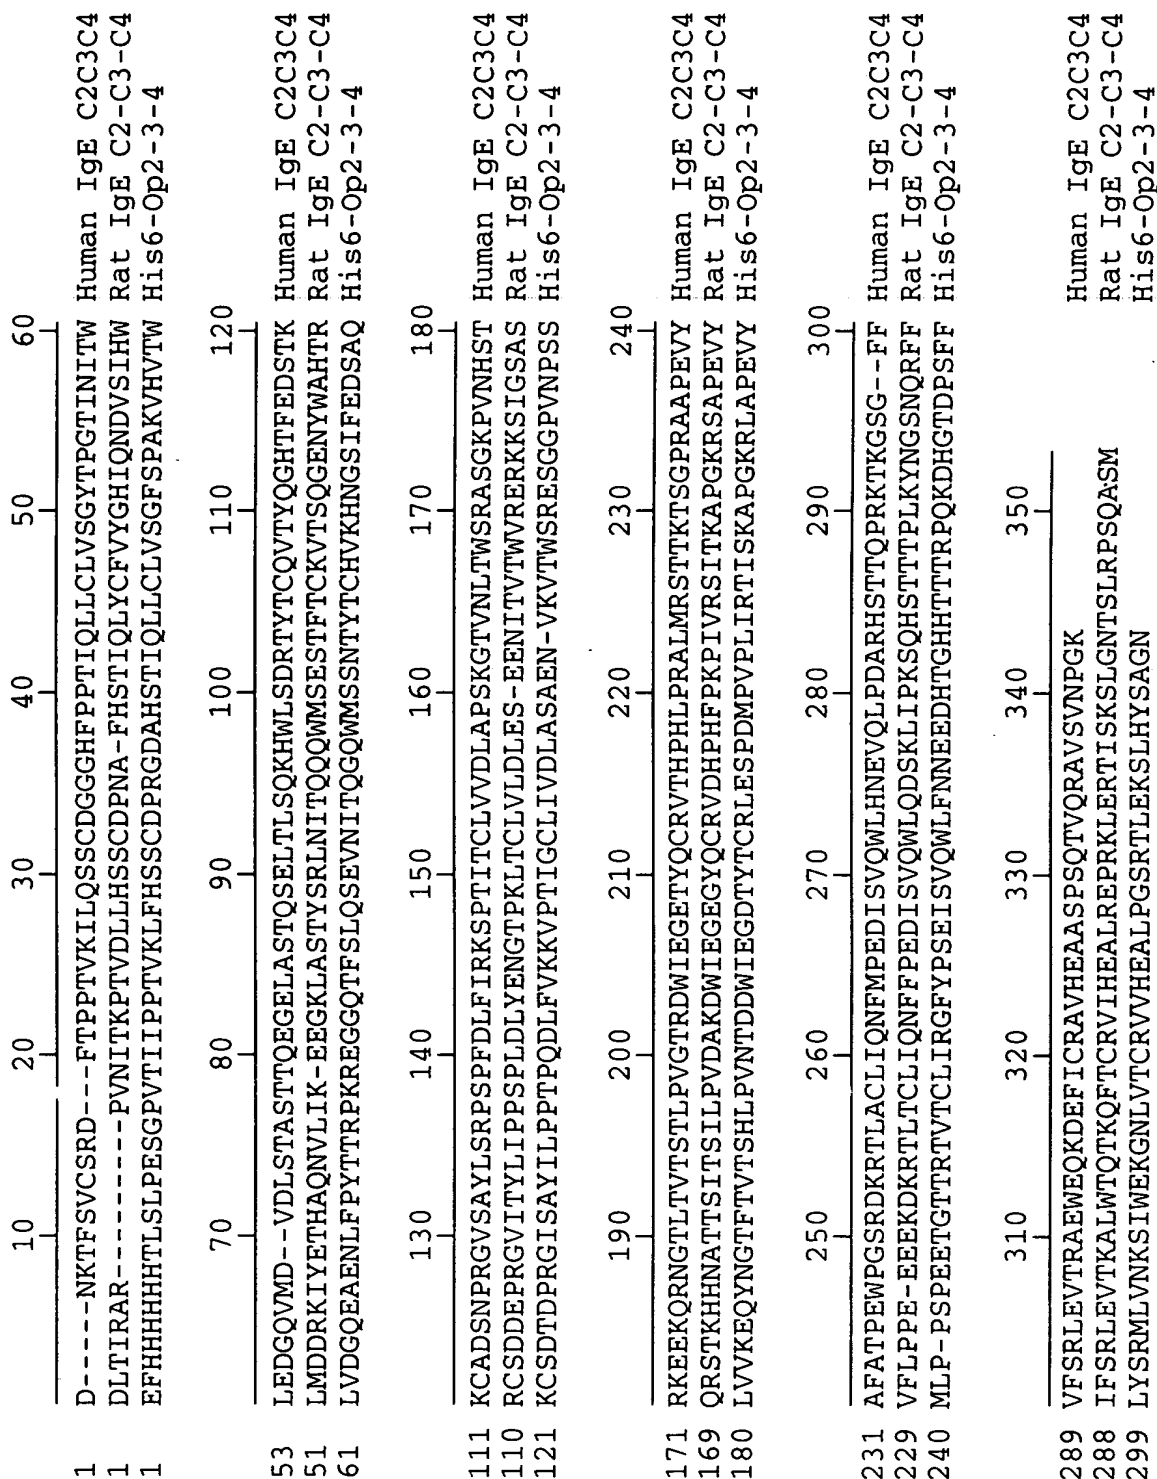 10 20 30 40 50 60
1 D-----NKTFSVCSRD---FTPPTVKILQSSCDGGGHFPPTIQLLCLVSGYTPGTINITW Human IgE C2C3C4
1 DLTIRAR---------PVNITKPTVDLLHSSCDPNA-FHSTIQLYCFVYGHIQNDVSIHW Rat IgE C2-C3-C4
1 EFHHHHHHTLSLPESGPVTIIPPTVKLFHSSCDPRGDAHSTIQLLCLVSGFSPAKVHVTW His6-Op2-3-4
70 80 90 100 110 120
53 LEDGQVMD--VDLSTASTTQEGELASTQSELTLSQKHWLSDRTYTCQVTYQGHTFEDSTK Human IgE C2C3C4
51 LMDDRKIYETHAQNVLIK-EEGKLASTYSRLNITQQQWMSESTFTCKVTSQGENYWAHTR Rat IgE C2-C3-C4
61 LVDGQEAENLFPYTTRPKREGGQTFSLQSEVNITQGQWMSSNTYTCHVKHNGSIFEDSAQ His6-Op2-3-4
130 140 150 160 170 180
111 KCADSNPRGVSAYLSRPSPFDLFIRKSPTITCLVVDLAPSKGTVNLTWSRASGKPVNHST Human IgE C2C3C4
110 RCSDDEPRGVITYLIPPSPLDLYENGTPKLTCLVLDLES-EENITVTWVRERKKSIGSAS Rat IgE C2-C3-C4
121 KCSDTDPRGISAYILPPTPQDLFVKKVPTIGCLIVDLASAEN-VKVTWSRESGGPVNPSS His6-Op2-3-4
190 200 210 220 230 240
171 RKEEKQRNGTLTVTSTLPVGTRDWIEGETYQCRVTHPHLPRALMRSTTKTSGPRAAPEVY Human IgE C2C3C4
169 QRSTKHHNATTSITSILPVDAKDWIEGEGYQCRVDHPHFPKPIVRSITKAPGKRSAPEVY Rat IgE C2-C3-C4
180 LVVKEQYNGTFTVTSHLPVNTDDWIEGDTYTCRLESPDMPVPLIRTISKAPGKRLAPEVY His6-Op2-3-4
250 260 270 280 290 300
231 AFATPEWPGSRDKRTLACLIQNFMPEDISVQWLHNEVQLPDARHSTTQPRKTKGSG--FF Human IgE C2C3C4
229 VFLPPE-EEEKDKRTLTCLIQNFFPEDISVQWLQDSKLIPKSQHSTTTPLKYNGSNQRFF Rat IgE C2-C3-C4
240 MLP-PSPEETGTTRTVTCLIRGFYPSEISVQWLFNNEEDHTGHHTTTRPQKDHGTDPSFF His6-Op2-3-4
310 320 330 340 350
289 VFSRLEVTRAEWEQKDEFICRAVHEAASPSQTVQRAVSVNPGK Human IgE C2C3C4
288 IFSRLEVTKALWTQTKQFTCRVIHEALREPRKLERTISKSLGNTSLRPSQASM Rat IgE C2-C3-C4
299 LYSRMLVNKSIWEKGNLVTCRVVHEALPGSRTLEKSLHYSAGN His6-Op2-3-4